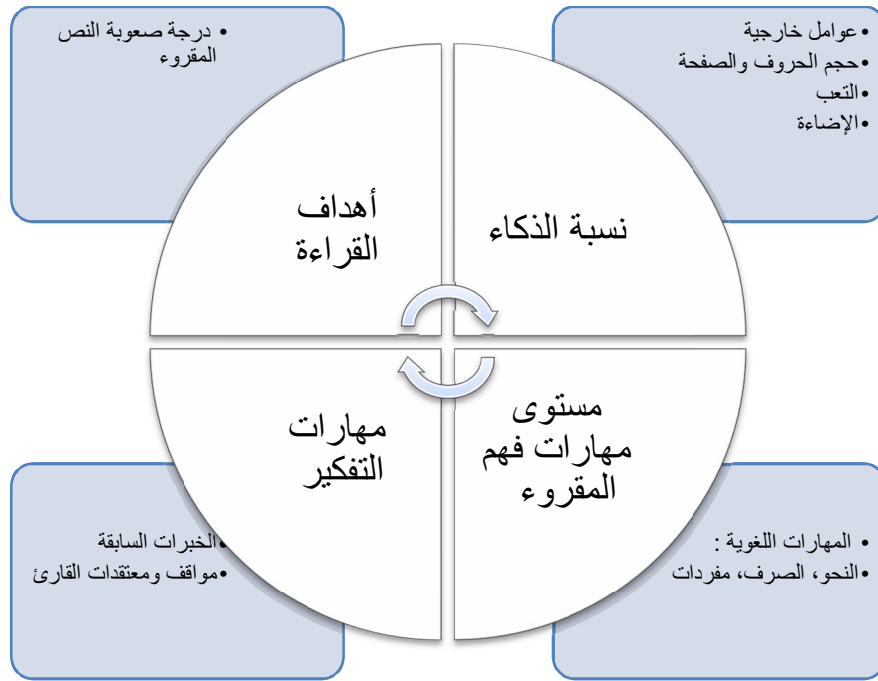 •عوامل خارجية
•حجم الحروف والصفحة
•التعب
•الإضاءة
• درجة صعوبة النص
المقروء
نسبة الذكاء
أهداف
القراءة
مستوى
مهارات فهم
المقروء
مهارات
التفكير
• المهارات اللغوية :
•النحو، الصرف، مفردات
•الخبرات السابقة
•مواقف ومعتقدات القارئ